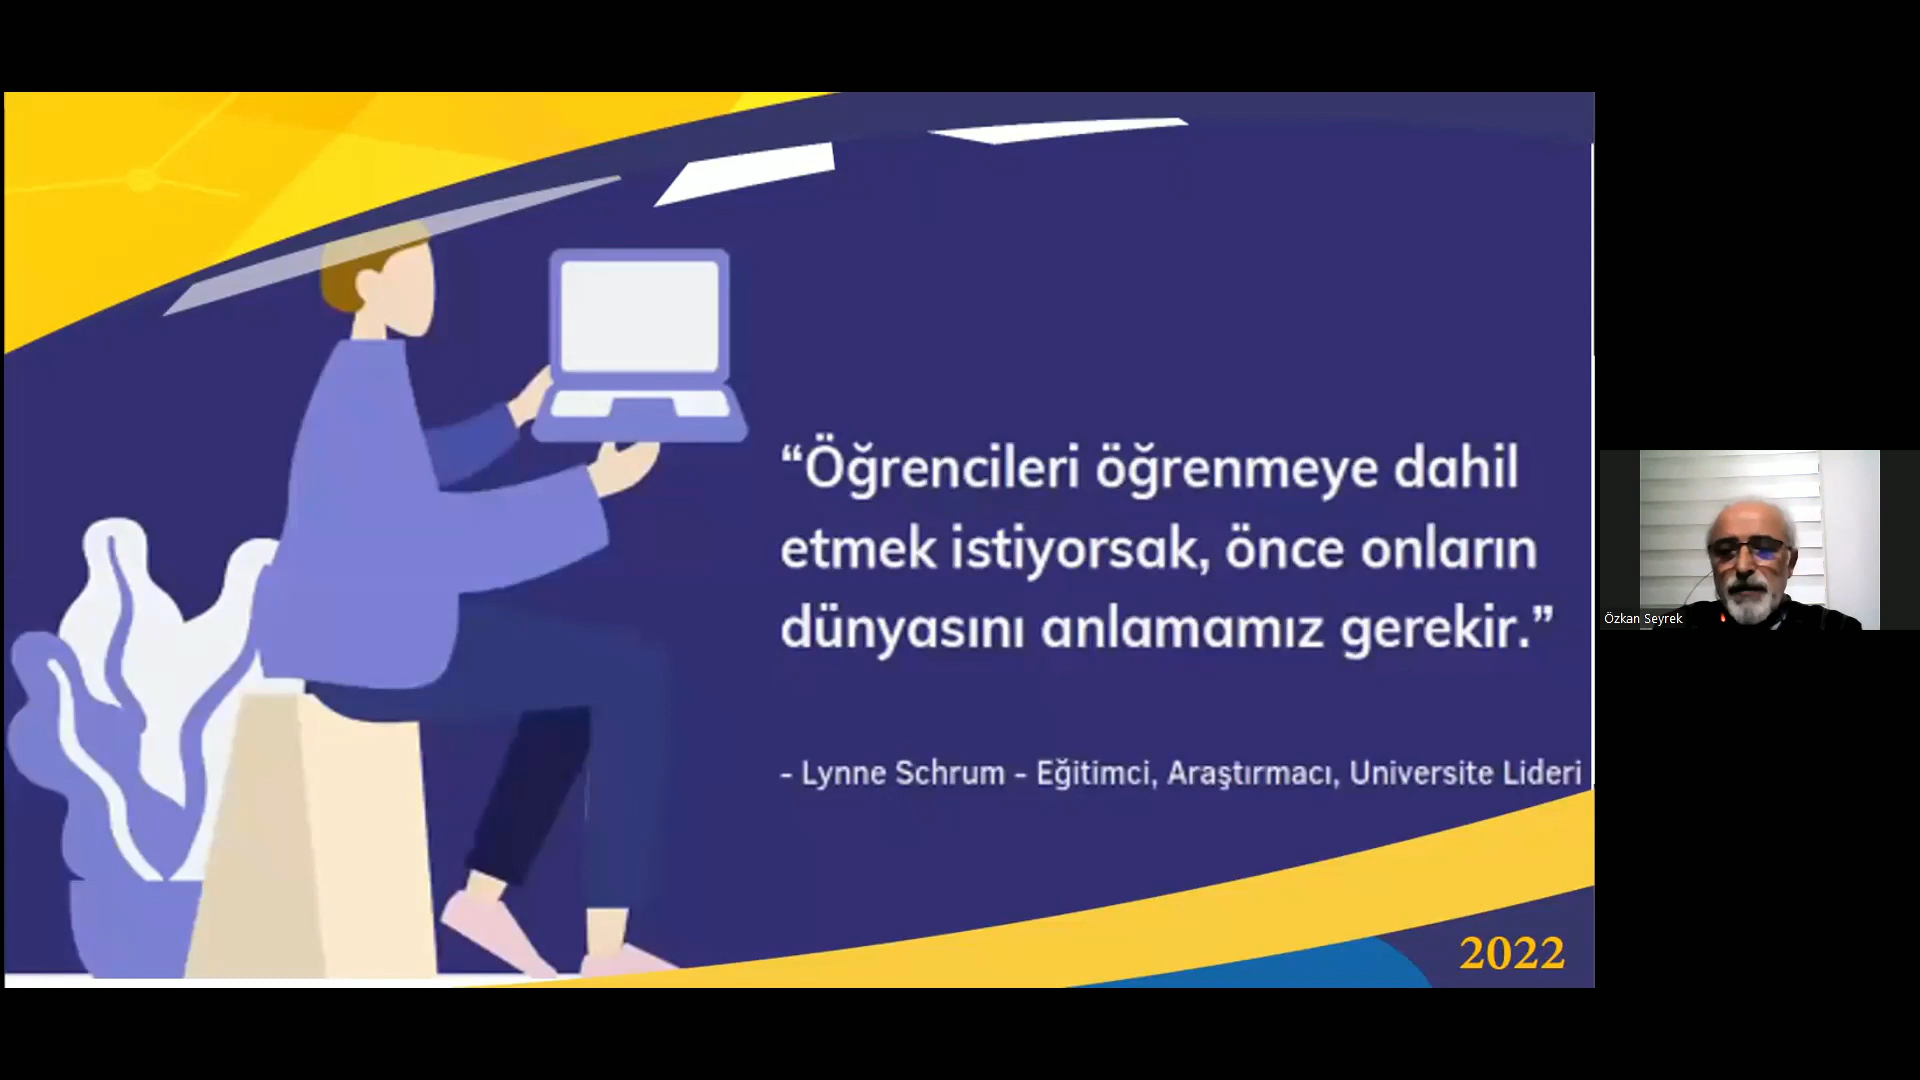 “Öğrencileri öğrenmeye dahil
etmek istiyorsak, önce onların
dünyasını anlamamız gerekir.”
- Lynne Schrum - Eğitimci, Araştırmacı, Universite Lideri
2022
Özkan Seyrek